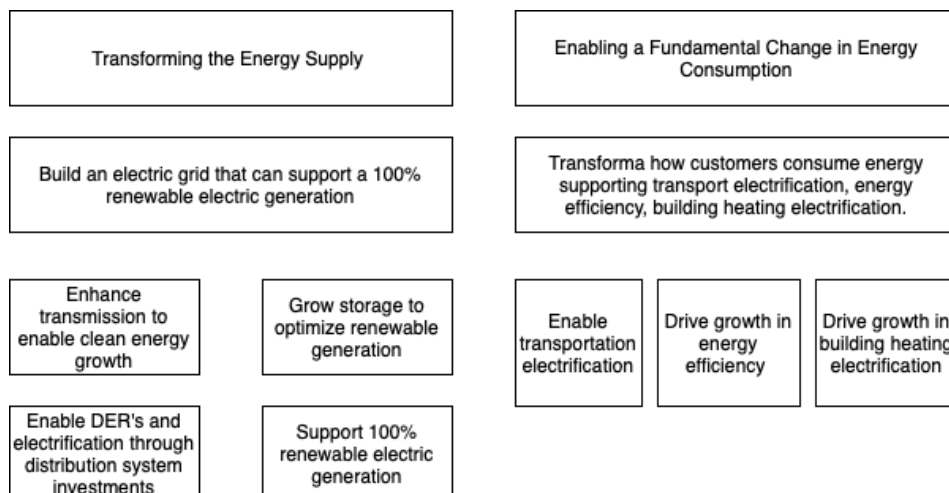 Transforming the Energy Supply
Enabling a Fundamental Change in Energy
Consumption
Build an electric grid that can support a 100%
renewable electric generation
Transforma how customers consume energy
supporting transport electrification, energy
efficiency, building heating electrification.
Enhance
transmission to
enable clean energy
growth
Grow storage to
optimize renewable
generation
Enable
transportation
electrification
Drive growth in
energy
efficiency
Drive growth in
building heating
electrification
Enable DER's and
electrification through
distribution system
investments
Support 100%
renewable electric
generation